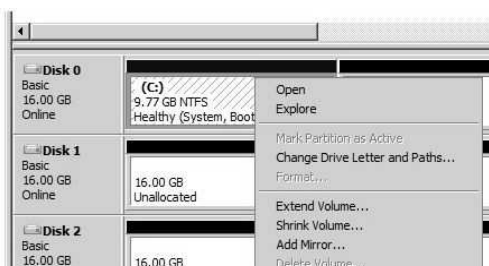 Disk 0
Basic
16.00 GB
Online
(C:)
9.77 GB NTFS
Healthy (System, Boot
Disk 1
Basic
16.00 GB
Online
16.00 GB
Unallocated
Disk 2
Basic
16.00 GB
16.00 GB
Open
Explore
Mark Partition as Active
Change Drive Letter and Paths...
Format...
Extend Volume...
Shrink Volume...
Add Mirror...
Delete Volume...